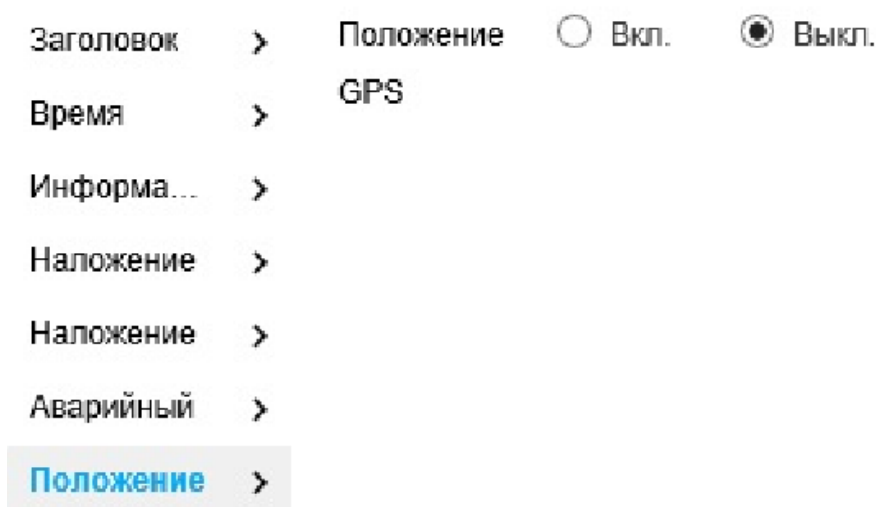 Заголовок
Время
Информа...
Наложение
Наложение
Аварийный
Положение
Положение Вкл. Выкл.
GPS